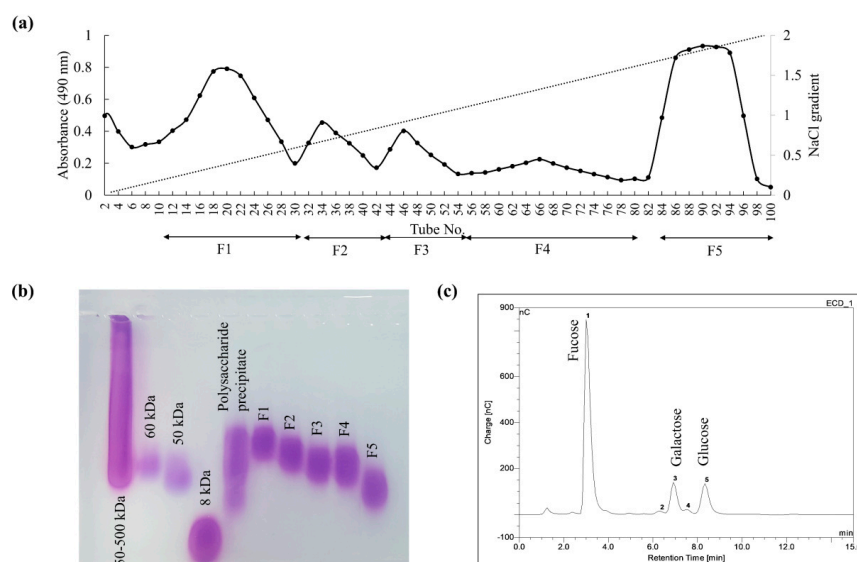 (a)
Absorbance (490 nm)
1
0.8
0.6
0.4
0.2
0
2
1.5
1
0.5
0
NaCl gradient
2 4 6 8 10 12 14 16 18 20 22 24 26 28 30 32 34 36 38 40 42 44 46 48 50 52 54 56 58 60 62 64 66 68 70 72 74 76 78 80 82 84 86 88 90 92 94 96 98 100
Tube No.
F1 F2 F3 F4 F5
(b)
50-500 kDa
60 kDa
50 kDa
8 kDa
Polysaccharide
precipitate
F1
F2
F3
F4
F5
(c)
900
800
600
400
200
-100
nC
ECD_1
Charge [nC]
1
Fucose
2
3
Galactose
4
5
Glucose
min
0.0 2.0 4.0 6.0 8.0 10.0 12.0 15.0
Retention Time [min]